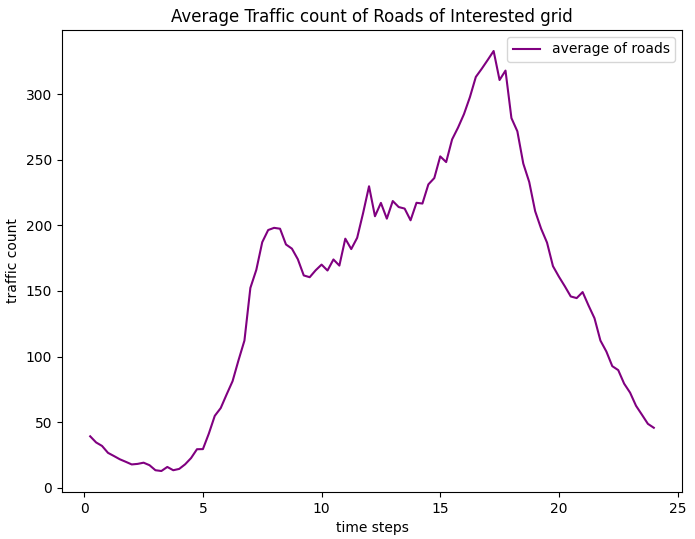 Average Traffic count of Roads of Interested grid
average of roads
traffic count
300
250
200
150
100
50
0
0 5 10 15 20 25
time steps